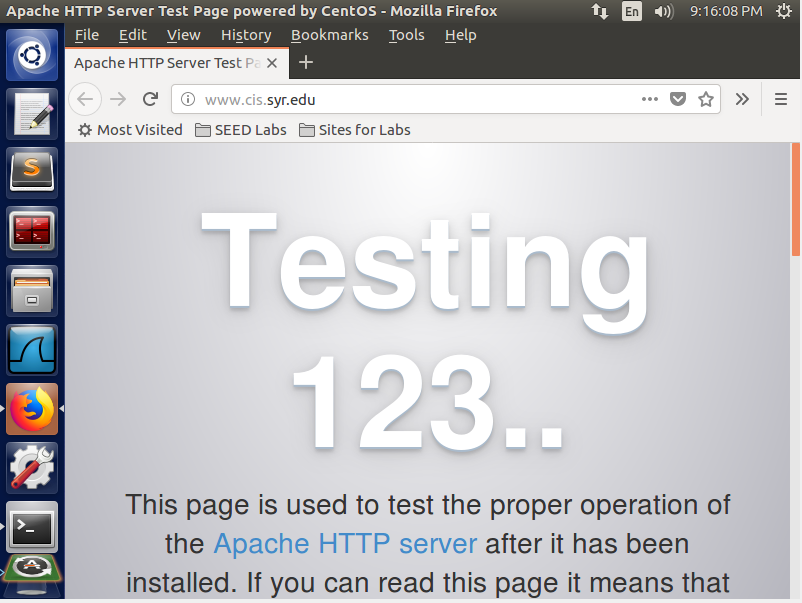 Apache HTTP Server Test Page powered by CentOS - Mozilla Firefox
En
9:16:08 PM
File Edit View History Bookmarks Tools Help
Apache HTTP Server Test Pa
www.cis.syr.edu
Most Visited SEED Labs Sites for Labs
Testing
123..
This page is used to test the proper operation of
the Apache HTTP server after it has been
installed. If you can read this page it means that